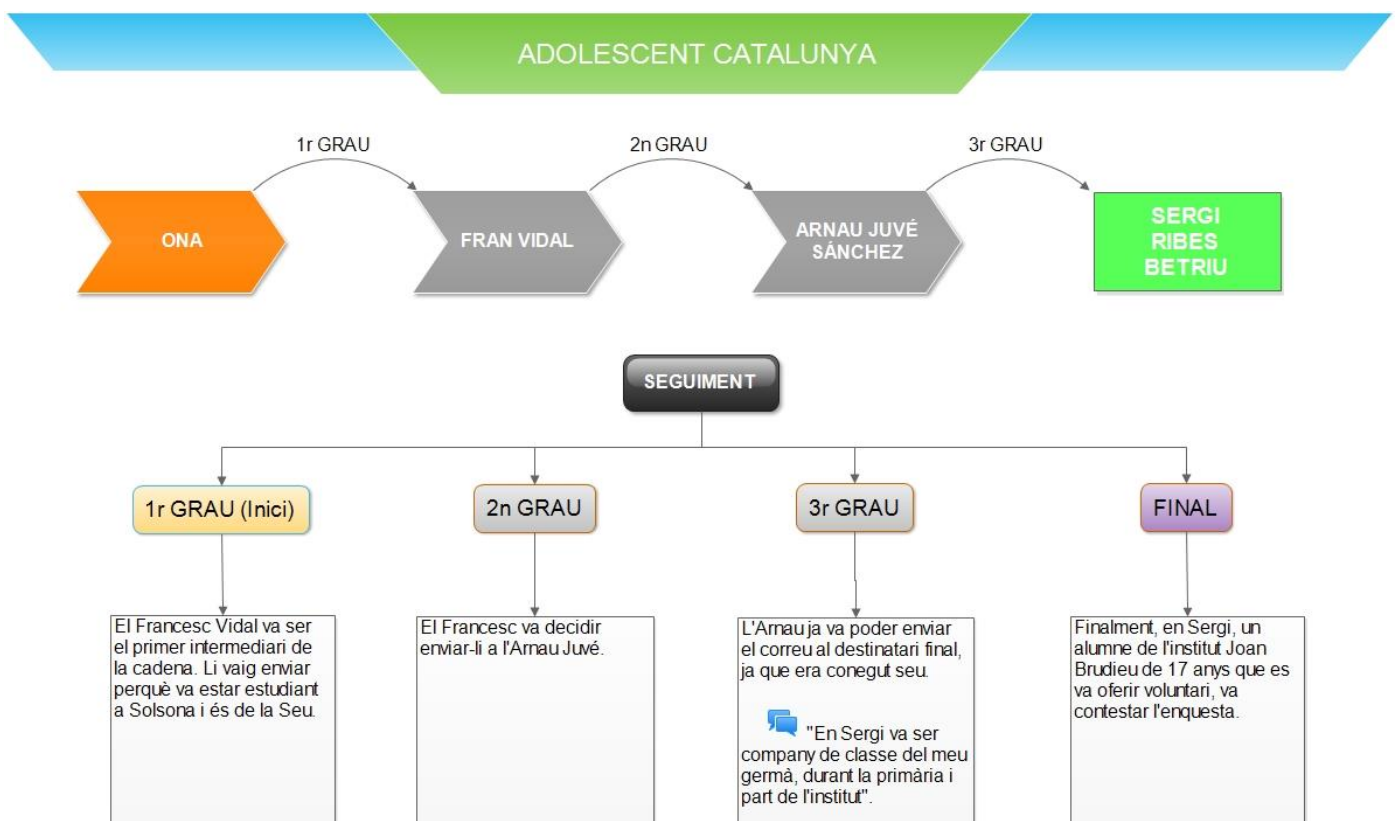 ADOLESCENT CATALUNYA
1r GRAU
2n GRAU
3r GRAU
ONA
FRAN VIDAL
ARNAU JUVÉ
SÁNCHEZ
SERGI
RIBES
BETRIU
SEGUIMENT
1r GRAU (Inici)
2n GRAU
3r GRAU
FINAL
El Francesc Vidal va ser
el primer intermediari de
la cadena. Li vaig enviar
perquè va estar estudiant
a Solsona i és de la Seu.
El Francesc va decidir
enviar-li a l'Arnau Juvé.
L'Arnau ja va poder enviar
el correu al destinatari final,
ja que era conegut seu.
"En Sergi va ser
company de classe del meu
germà, durant la primària i
part de l'institut".
Finalment, en Sergi, un
alumne de l'institut Joan
Brudieu de 17 anys que es
va oferir voluntari, va
contestar l'enquesta.